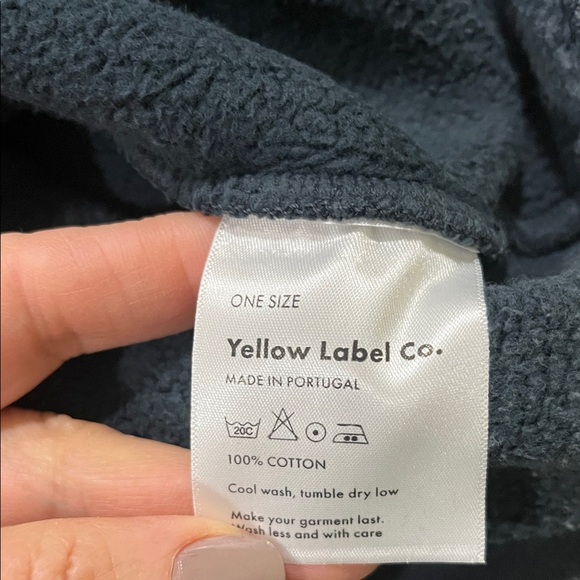 ONE SIZE
Yellow Label Co.
MADE IN PORTUGAL
20C
100% COTTON
Cool wash, tumble dry low
Make your garment last.
Wash less and with care